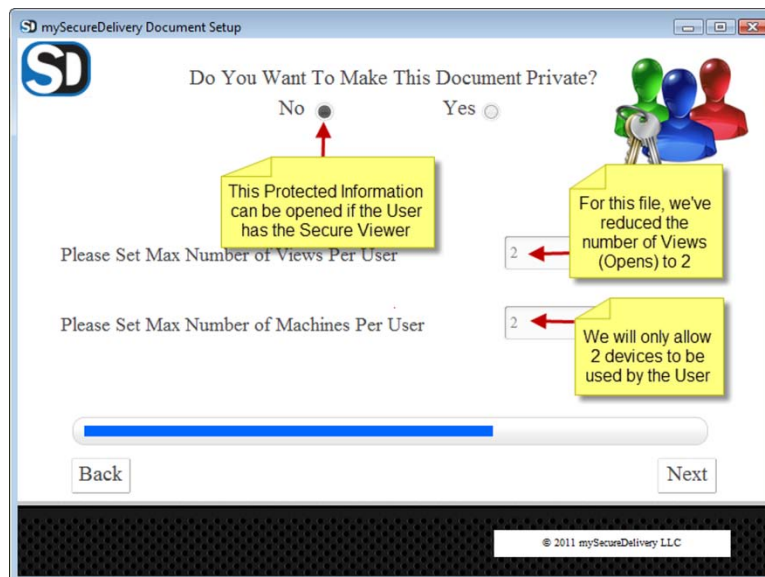 mySecureDelivery Document Setup
SD
Do You Want To Make This Document Private?
No
Yes
This Protected Information
can be opened if the User
has the Secure Viewer
For this file, we've
reduced the
number of Views
(Opens) to 2
Please Set Max Number of Views Per User
2
Please Set Max Number of Machines Per User
2
We will only allow
2 devices to be
used by the User
Back
Next
© 2011 mySecureDelivery LLC